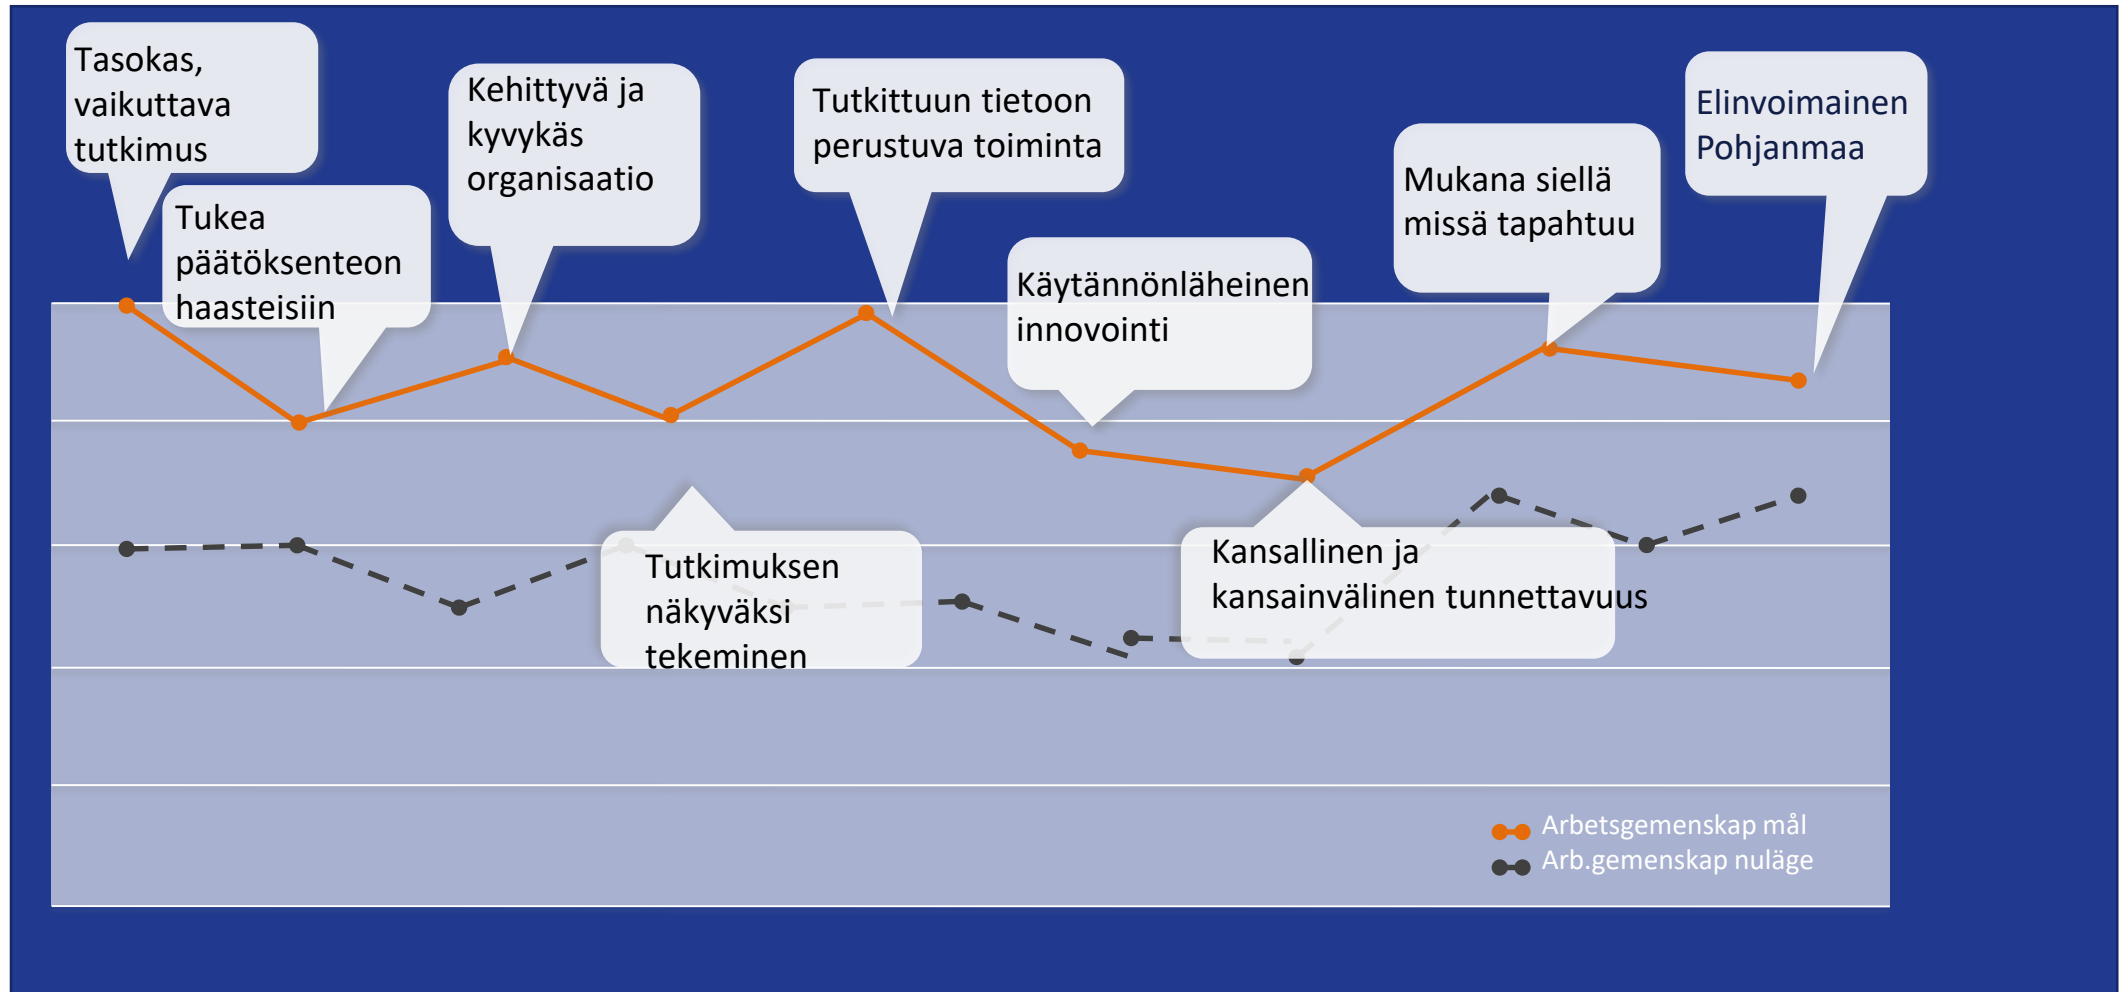 Tasokas,
vaikuttava
tutkimus
Tukea
päätöksenteon
haasteisiin
Kehittyvä ja
kyvykäs
organisaatio
Tutkimuksen
näkyväksi
tekeminen
Tutkittuun tietoon
perustuva toiminta
Käytännönläheinen
innovointi
Kansallinen ja
kansainvälinen tunnettavuus
Mukana siellä
missä tapahtuu
Elinvoimainen
Pohjanmaa
Arbetsgemenskap mål
Arb.gemenskap nuläge